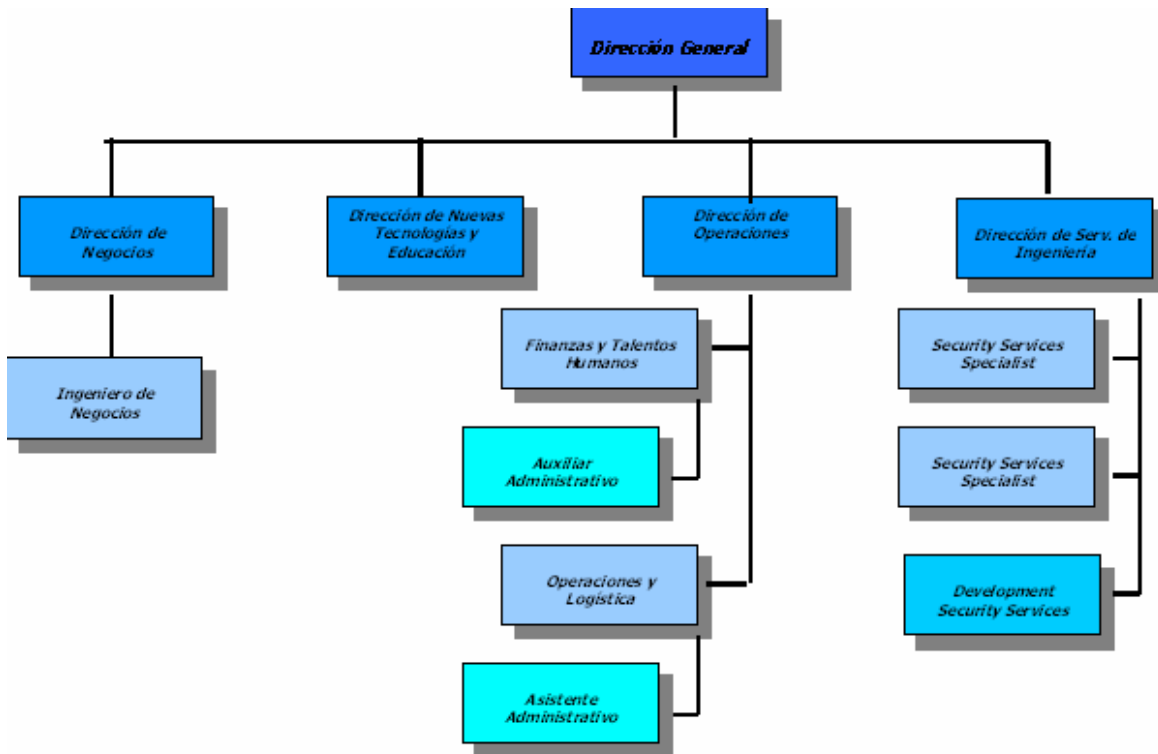 Dirección General
Dirección de
Negocios
Dirección de Nuevas
Tecnologías y
Educación
Dirección de
Operaciones
Dirección de Serv. de
Ingeniería
Ingeniero de
Negocios
Finanzas y Talentos
Humanos
Auxiliar
Administrativo
Operaciones y
Logística
Asistente
Administrativo
Security Services
Specialist
Security Services
Specialist
Development
Security Services